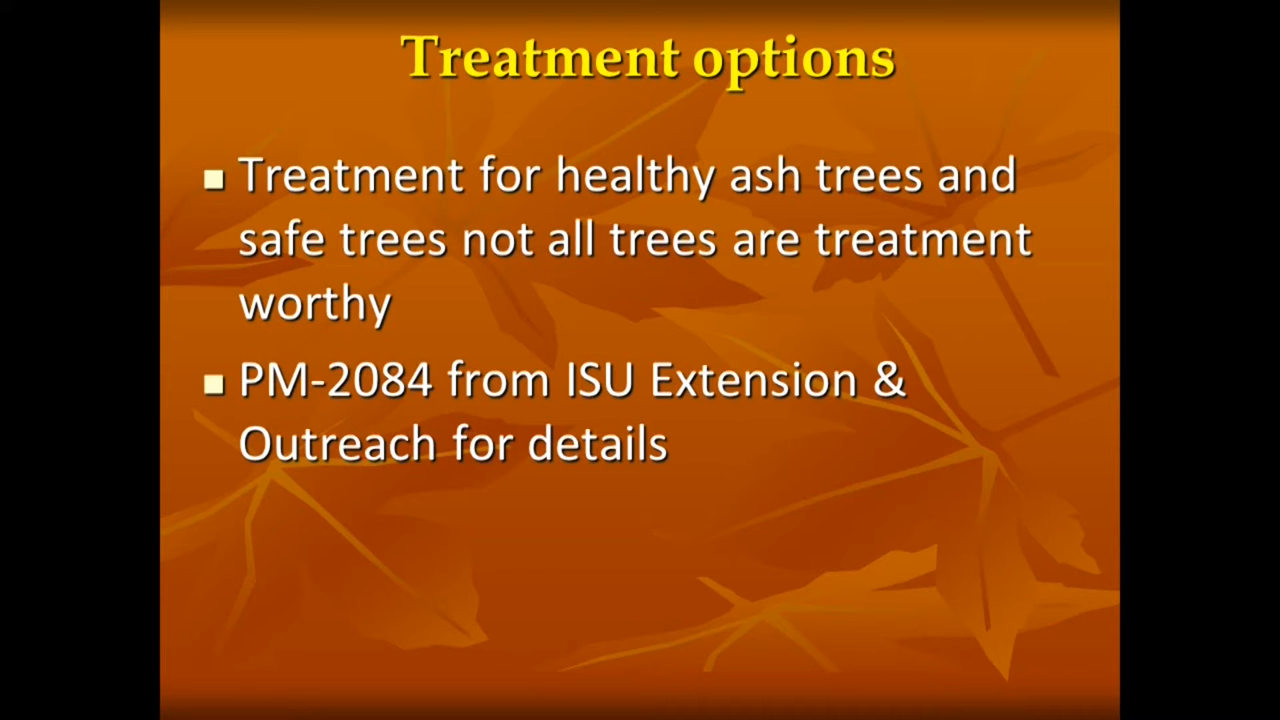 Treatment options
Treatment for healthy ash trees and
safe trees not all trees are treatment
worthy
PM-2084 from ISU Extension &
Outreach for details